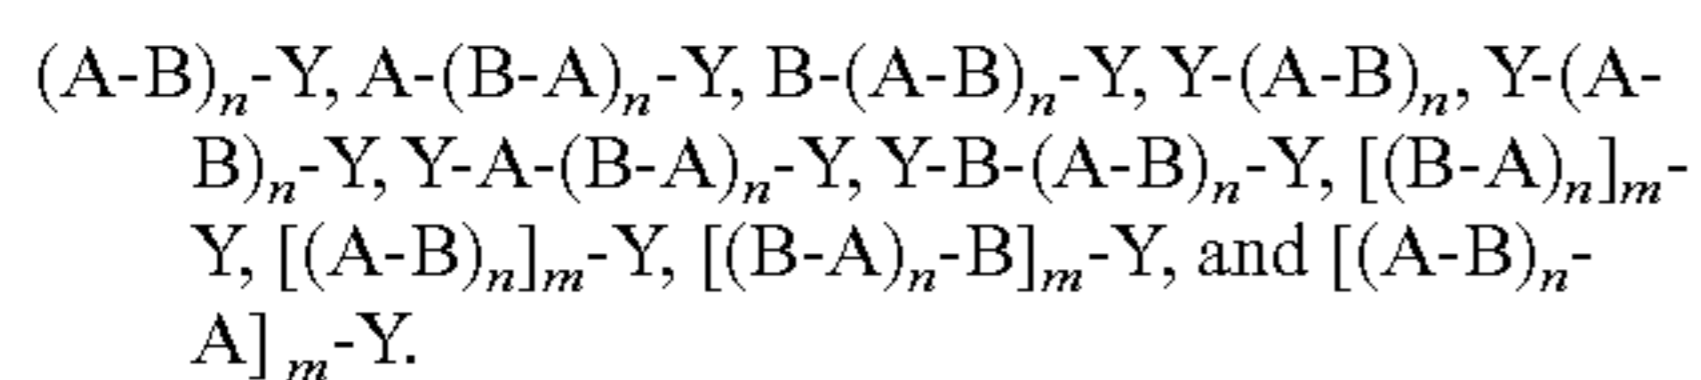 (A-B)ₙ-Y, A-(B-A)ₙ-Y, B-(A-B)ₙ-Y, Y-(A-B)ₙ, Y-(A-
B)ₙ-Y, Y-A-(B-A)ₙ-Y, Y-B-(A-B)ₙ-Y, [(B-A)ₙ]ₘ-
Y, [(A-B)ₙ]ₘ-Y, [(B-A)ₙ-B]ₘ-Y, and [(A-B)ₙ-
A]ₘ-Y.